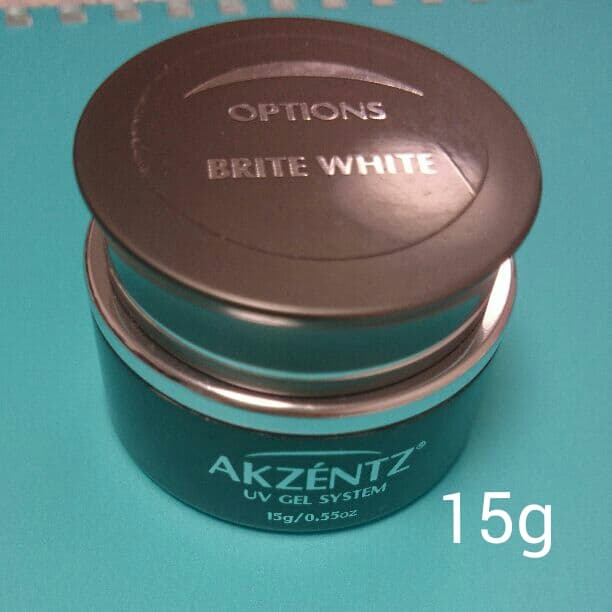 OPTIONS
BRITE WHITE
AKZÉNTZ®
UV GEL SYSTEM
15g/0.55oz
15g